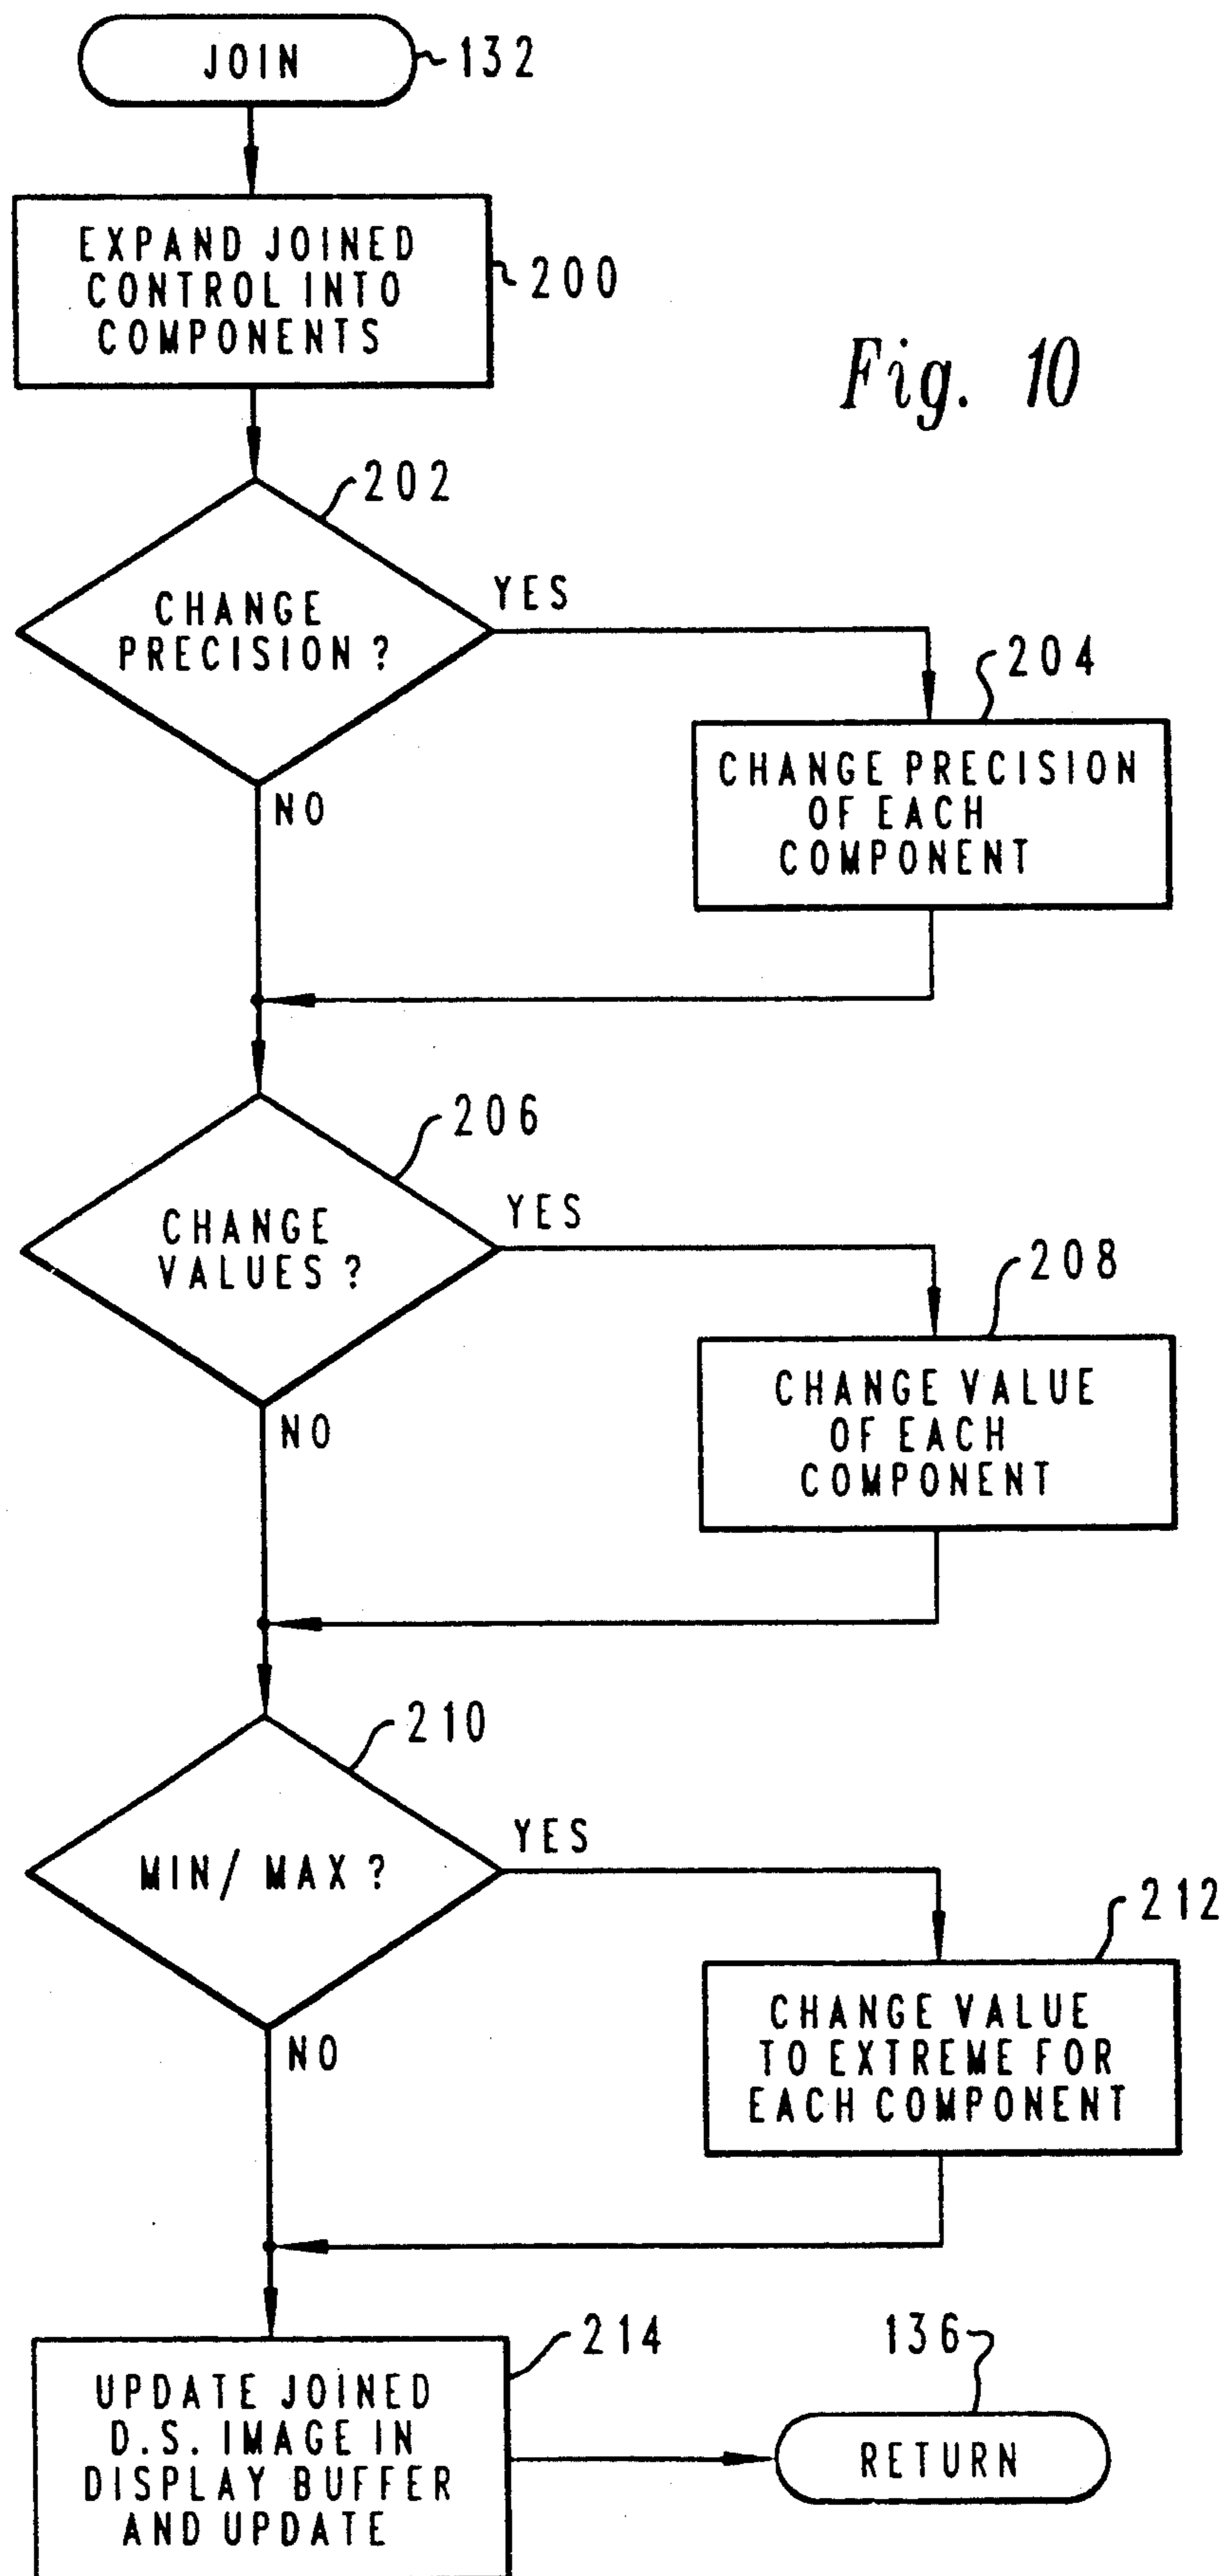 JOIN
132
EXPAND JOINED
CONTROL INTO
COMPONENTS
200
Fig. 10
202
CHANGE
PRECISION ?
YES
NO
204
CHANGE PRECISION
OF EACH
COMPONENT
206
CHANGE
VALUES ?
YES
NO
208
CHANGE VALUE
OF EACH
COMPONENT
210
MIN/ MAX ?
YES
NO
212
CHANGE VALUE
TO EXTREME FOR
EACH COMPONENT
214
UPDATE JOINED
D.S. IMAGE IN
DISPLAY BUFFER
AND UPDATE
136
RETURN